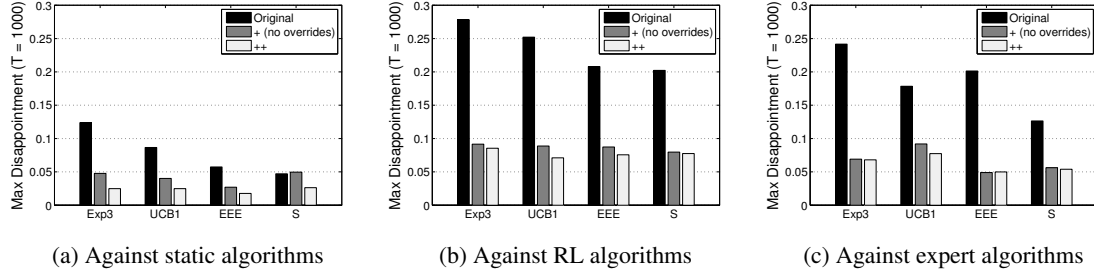 Max Disappointment (T = 1000)
0.3
0.25
0.2
0.15
0.1
0.05
0
Original
+ (no overrides)
++
Exp3 UCB1 EEE S
(a) Against static algorithms
Max Disappointment (T = 1000)
0.3
0.25
0.2
0.15
0.1
0.05
0
Original
+ (no overrides)
++
Exp3 UCB1 EEE S
(b) Against RL algorithms
Max Disappointment (T = 1000)
0.3
0.25
0.2
0.15
0.1
0.05
0
Original
+ (no overrides)
++
Exp3 UCB1 EEE S
(c) Against expert algorithms